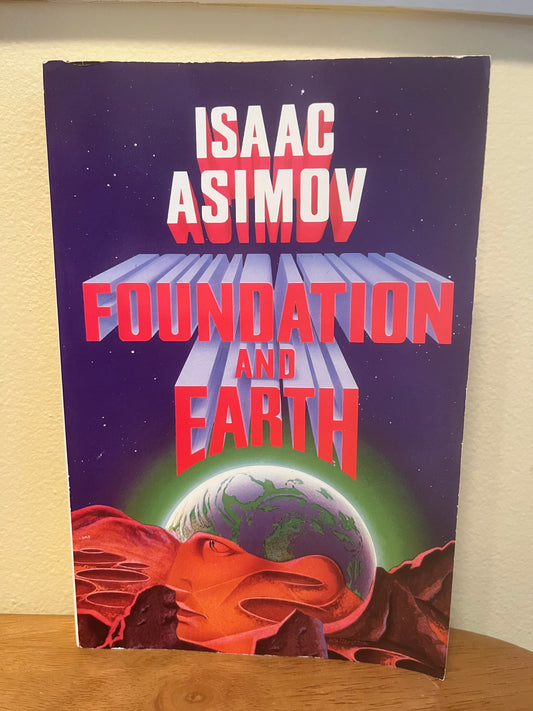 ISAAC
ASIMOV
FOUNDATION
AND
EARTH